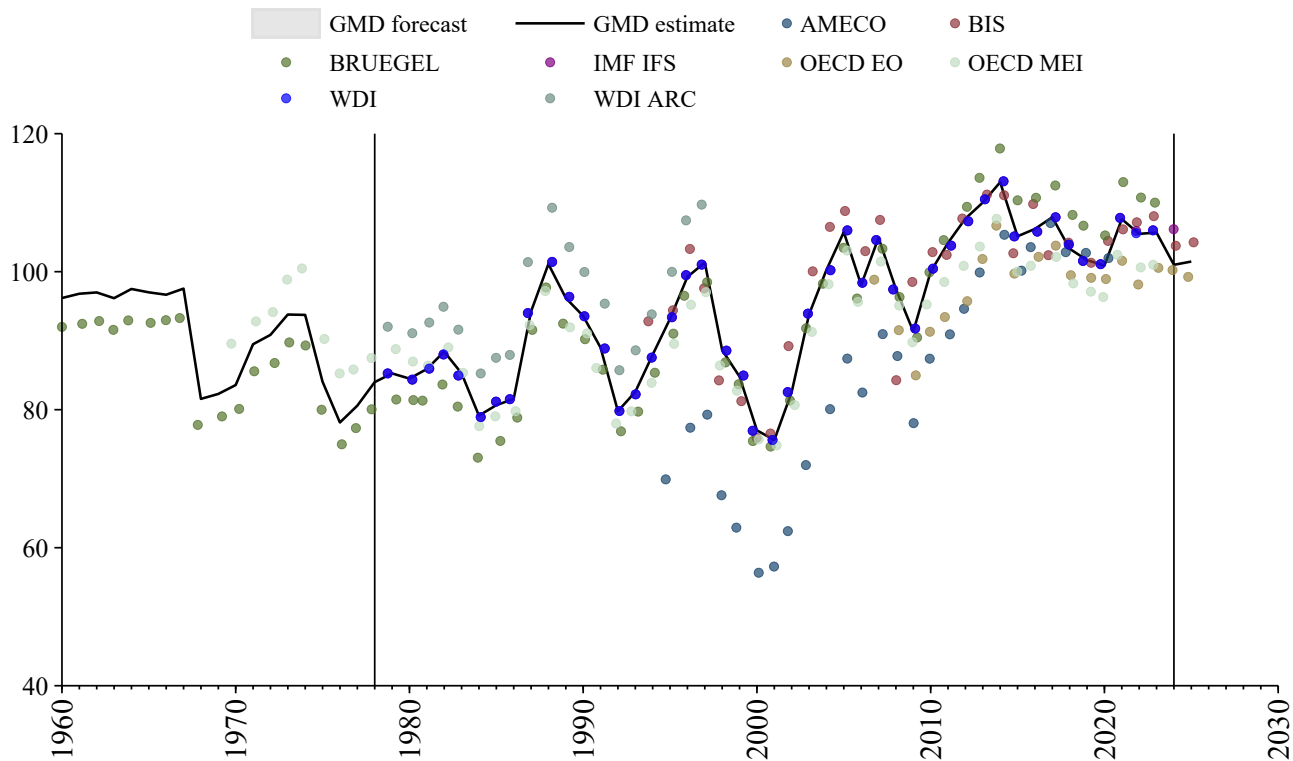 GMD forecast GMD estimate AMECO BIS
BRUEGEL IMF IFS OECD EO OECD MEI
WDI WDI ARC
120
100
80
60
40
1960 1970 1980 1990 2000 2010 2020 2030